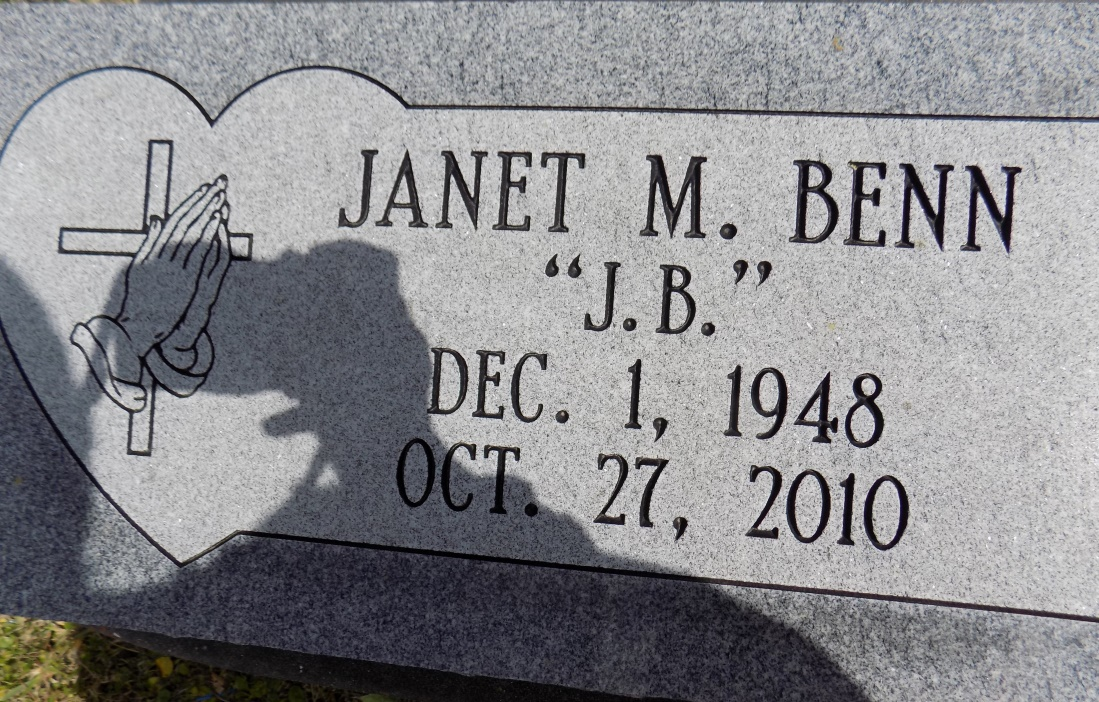 JANET M. BENN
“J.B.”
DEC. 1, 1948
OCT. 27, 2010